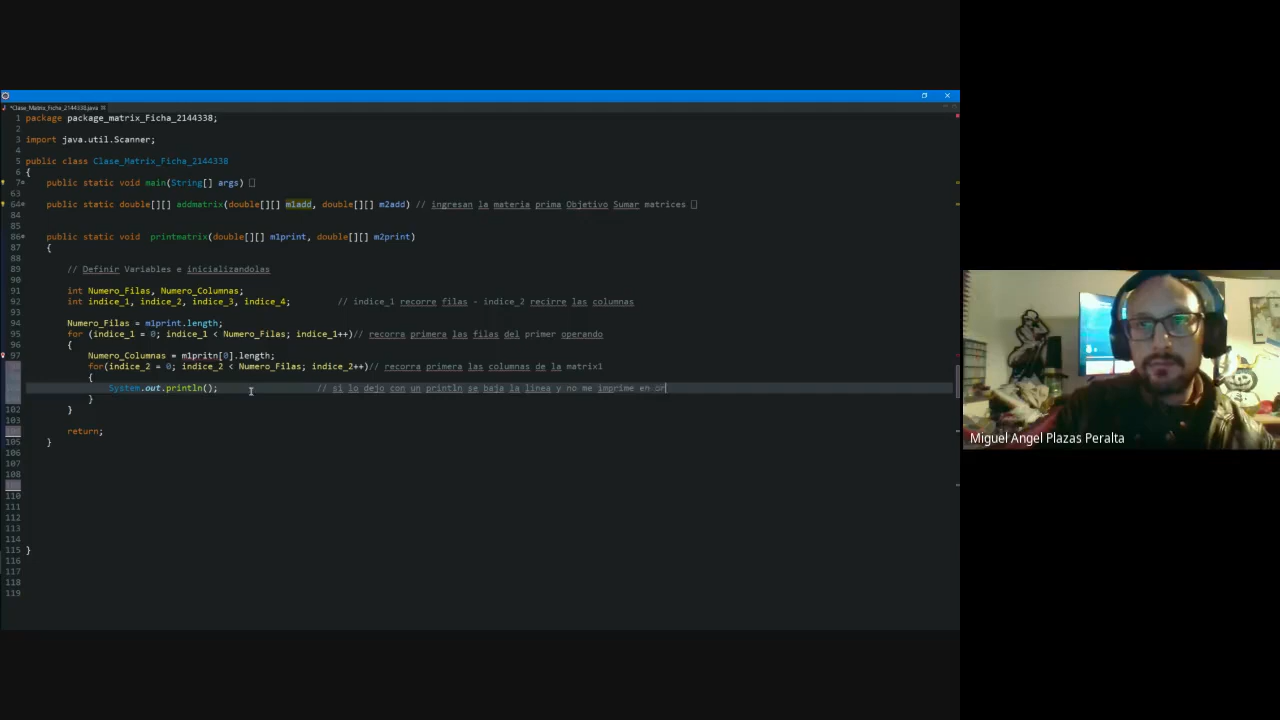 *Clase_Matrix_Ficha_2144338.java
1 package package_matrix_Ficha_2144338;
2
3 import java.util.Scanner;
4
5 public class Clase_Matrix_Ficha_2144338
6 {
7 public static void main(String[] args)
63
64 public static double[][] addmatrix(double[][] m1add, double[][] m2add) // ingresan la materia prima Objetivo Sumar matrices
84
85
86 public static void printmatrix(double[][] m1print, double[][] m2print)
87 {
88
89 // Definir Variables e inicializandolas
90
91 int Numero_Filas, Numero_Columnas;
92 int indice_1, indice_2, indice_3, indice_4; // indice_1 recorre filas - indice_2 recirre las columnas
93
94 Numero_Filas = m1print.length;
95 for (indice_1 = 0; indice_1 < Numero_Filas; indice_1++)// recorra primera las filas del primer operando
96 {
97 Numero_Columnas = m1pritn[0].length;
for(indice_2 = 0; indice_2 < Numero_Filas; indice_2++)// recorra primera las columnas de la matrix1
{
System.out.println(); // si lo dejo con un println se baja la linea y no me imprime en or
}
102 }
103
return;
105 }
106
107
108
110
111
112
113
114
115 }
116
117
118
119
Miguel Angel Plazas Peralta